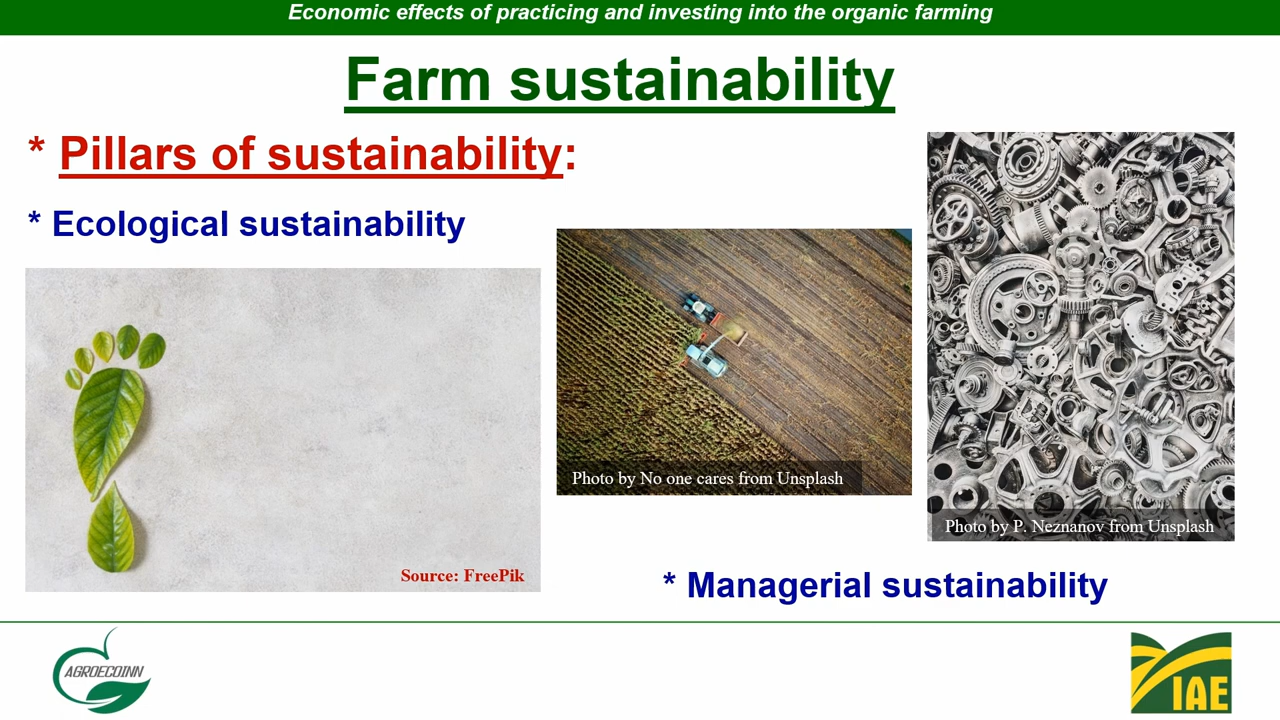 Economic effects of practicing and investing into the organic farming
Farm sustainability
* Pillars of sustainability:
* Ecological sustainability
Photo by No one cares from Unsplash
Photo by P. Neznanov from Unsplash
Source: FreePik
* Managerial sustainability
AGROECOINN
IAE